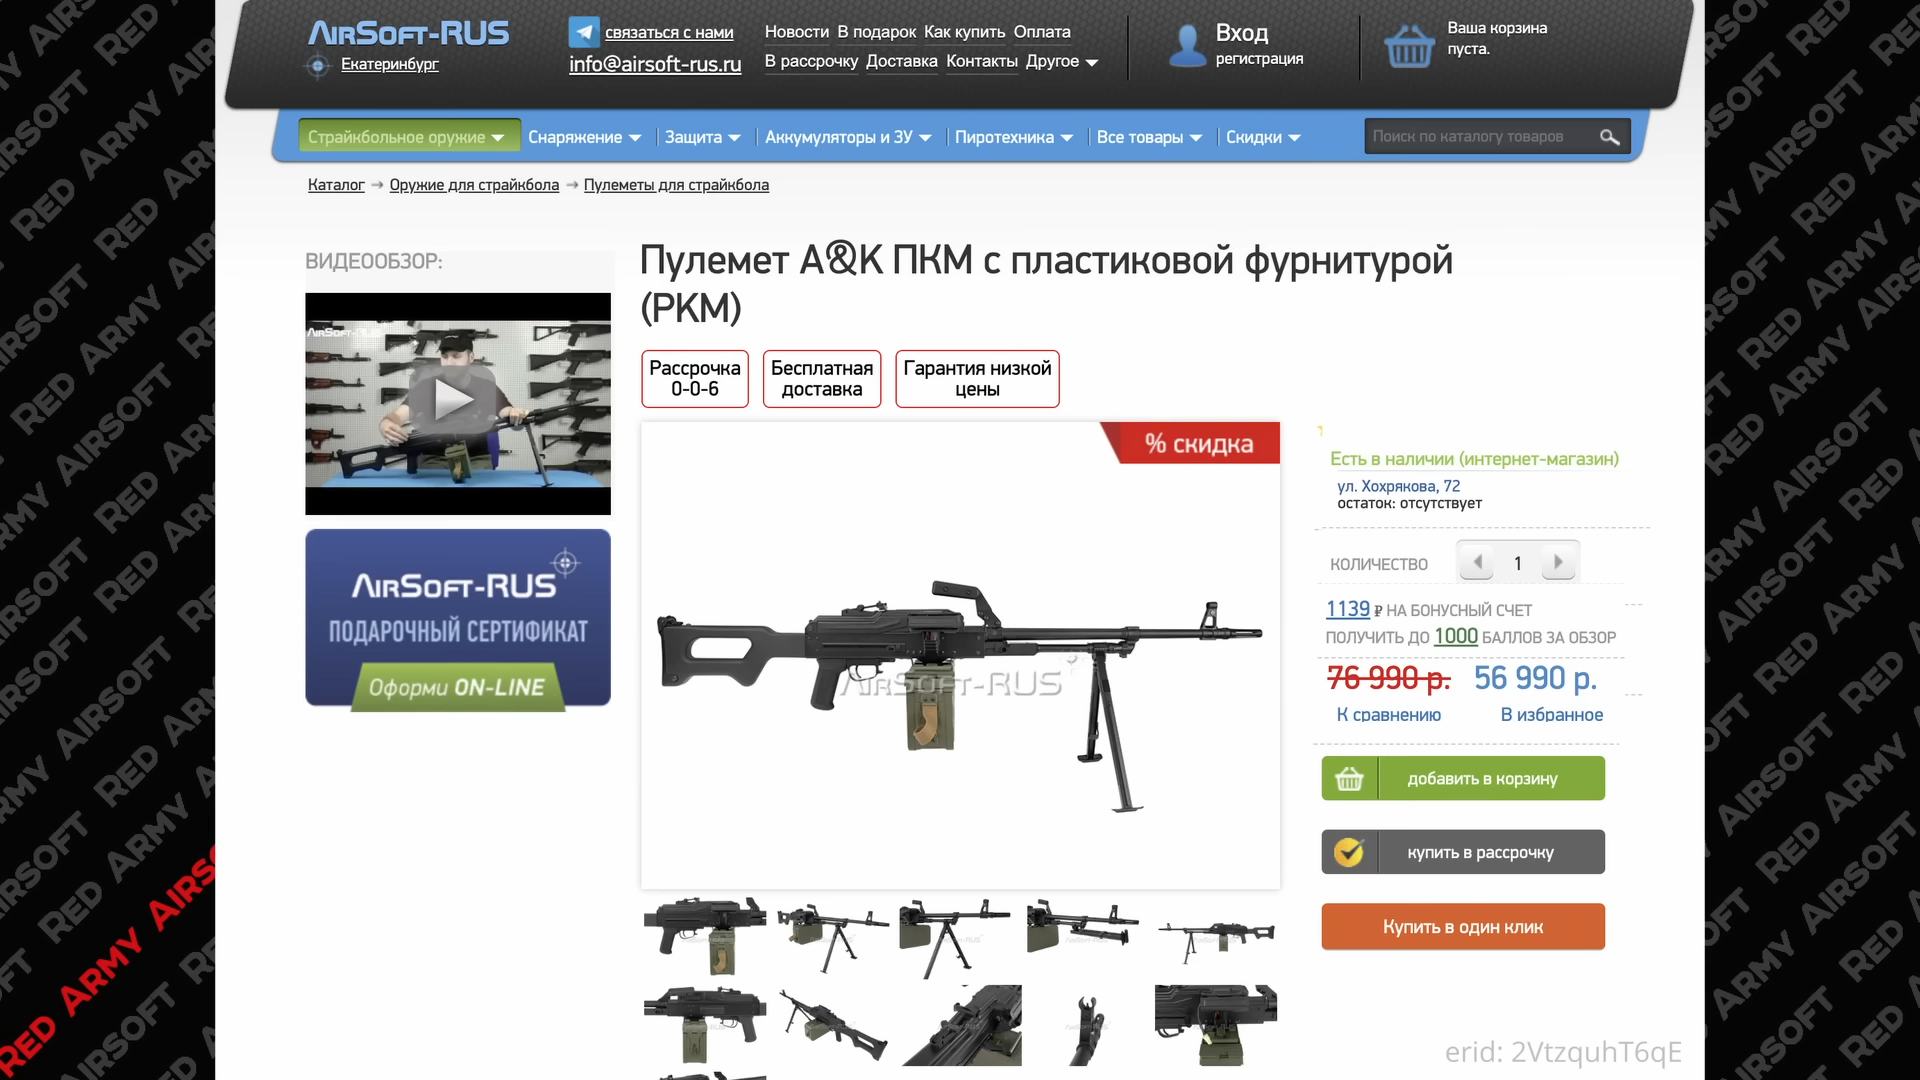 AirSoft-RUS
Екатеринбург
связаться с нами
info@airsoft-rus.ru
Новости В подарок Как купить Оплата
В рассрочку Доставка Контакты Другое
Вход
регистрация
Ваша корзина
пуста.
Страйкбольное оружие
Снаряжение
Защита
Аккумуляторы и ЗУ
Пиротехника
Все товары
Скидки
Поиск по каталогу товаров
Каталог → Оружие для страйкбола → Пулеметы для страйкбола
ВИДЕООБЗОР:
AirSoft-RUS
AirSoft-RUS
ПОДАРОЧНЫЙ СЕРТИФИКАТ
Оформи ON-LINE
Пулемет A&K ПКМ с пластиковой фурнитурой
(PKM)
Рассрочка
0-0-6
Бесплатная
доставка
Гарантия низкой
цены
% скидка
AirSoft-RUS
Есть в наличии (интернет-магазин)
ул. Хохрякова, 72
остаток: отсутствует
КОЛИЧЕСТВО
1
1139 ₽ НА БОНУСНЫЙ СЧЕТ
ПОЛУЧИТЬ ДО 1000 БАЛЛОВ ЗА ОБЗОР
76 990 р. 56 990 р.
К сравнению В избранное
добавить в корзину
купить в рассрочку
Купить в один клик
erid: 2VtzquhT6qE
RED ARMY AIRSOFT